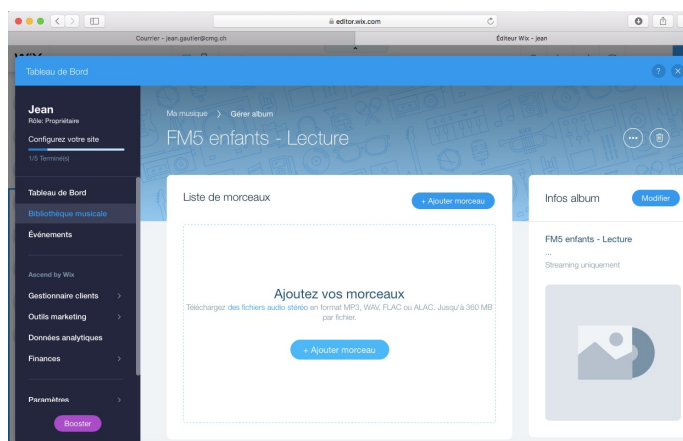 editor.wix.com
Courrier - jean.gautier@cmg.ch
Éditeur Wix - jean
Tableau de Bord
?
Jean
Rôle: Propriétaire
Configurez votre site
1/5 Terminé(s)
Tableau de Bord
Bibliothèque musicale
Événements
Ascend by Wix
Gestionnaire clients
Outils marketing
Données analytiques
Finances
Paramètres
Booster
Ma musique > Gérer album
FM5 enfants - Lecture
Liste de morceaux
+ Ajouter morceau
Ajoutez vos morceaux
Téléchargez des fichiers audio stéréo en format MP3, WAV, FLAC ou ALAC. Jusqu'à 360 MB
par fichier.
+ Ajouter morceau
Infos album
Modifier
FM5 enfants - Lecture
...
Streaming uniquement